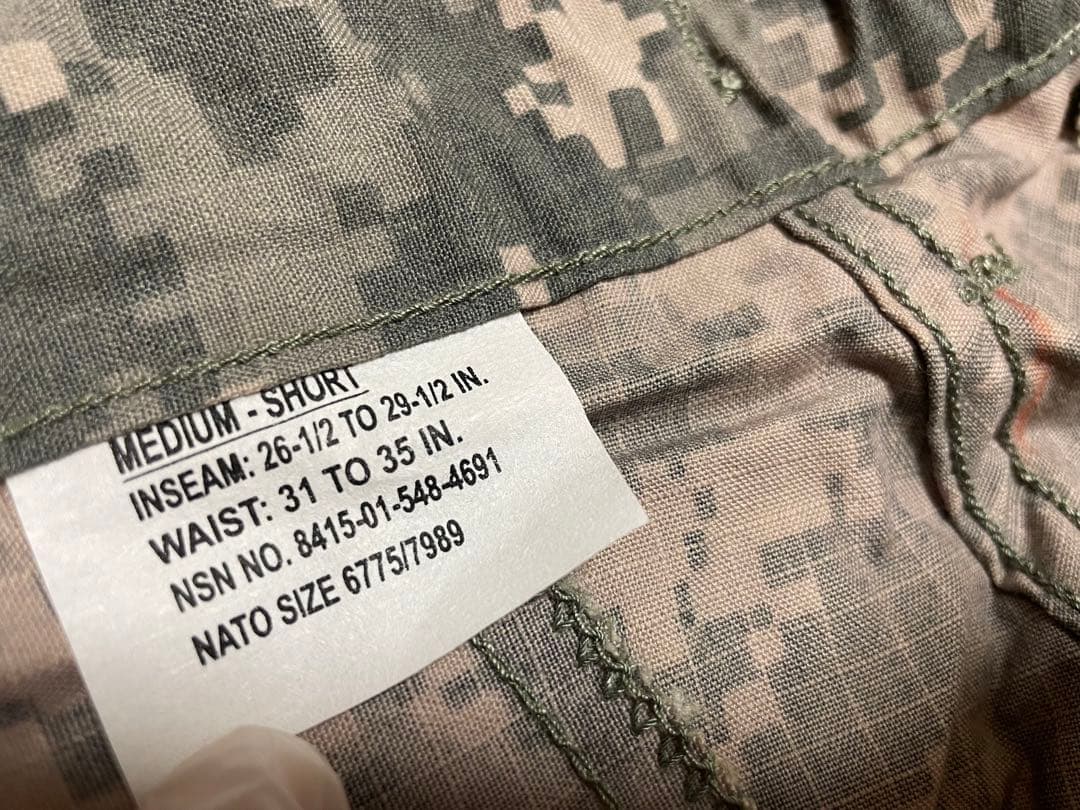 MEDIUM - SHORT
INSEAM: 26-1/2 TO 29-1/2 IN.
WAIST: 31 TO 35 IN.
NSN NO. 8415-01-548-4691
NATO SIZE 6775/7989